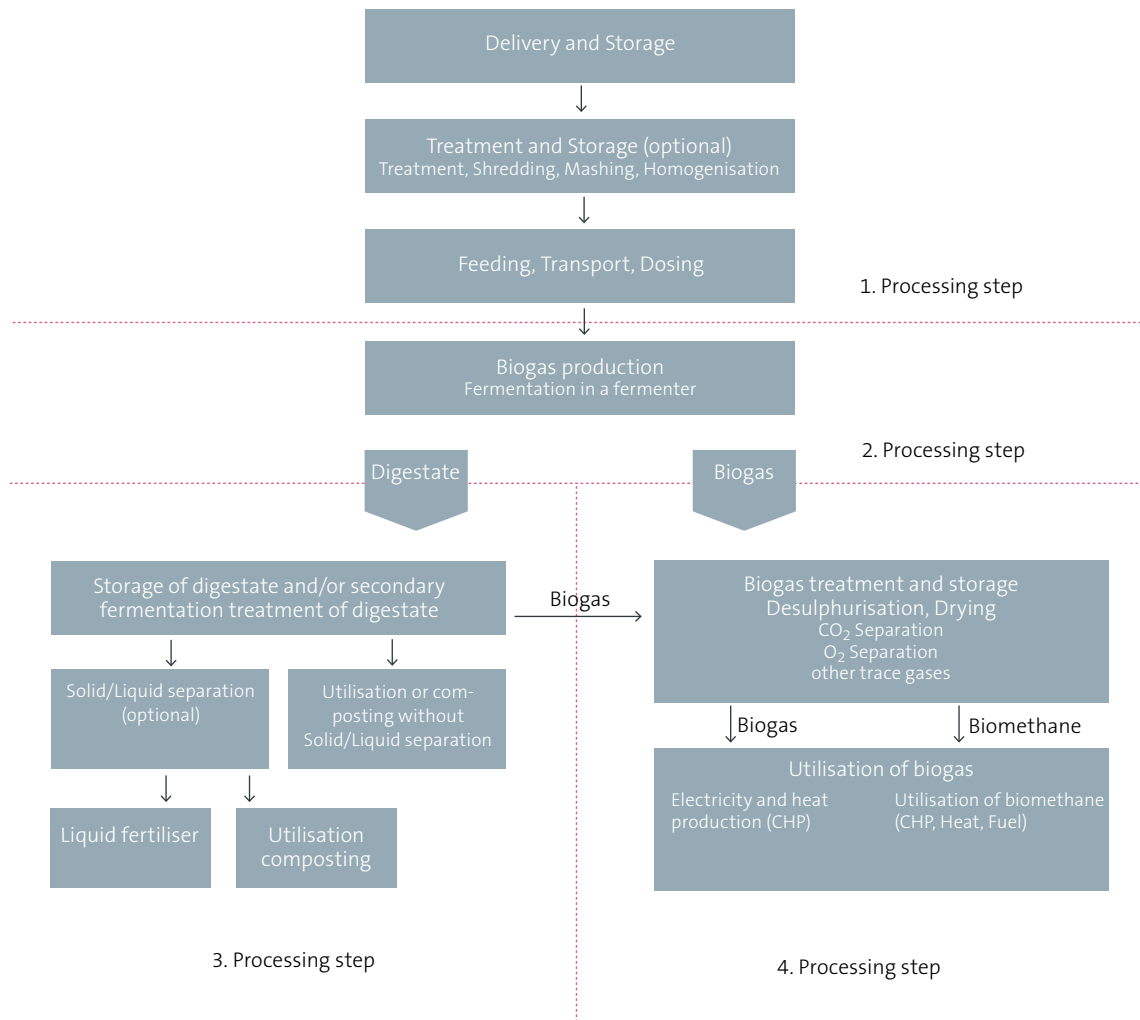 Delivery and Storage
Treatment and Storage (optional)
Treatment, Shredding, Mashing, Homogenisation
Feeding, Transport, Dosing
1. Processing step
Biogas production
Fermentation in a fermenter
2. Processing step
Digestate
Biogas
Storage of digestate and/or secondary
fermentation treatment of digestate
Biogas
Biogas treatment and storage
Desulphurisation, Drying
CO₂ Separation
O₂ Separation
other trace gases
Solid/Liquid separation
(optional)
Utilisation or com-
posting without
Solid/Liquid separation
Biogas
Biomethane
Utilisation of biogas
Electricity and heat
production (CHP)
Utilisation of biomethane
(CHP, Heat, Fuel)
Liquid fertiliser
Utilisation
composting
3. Processing step
4. Processing step